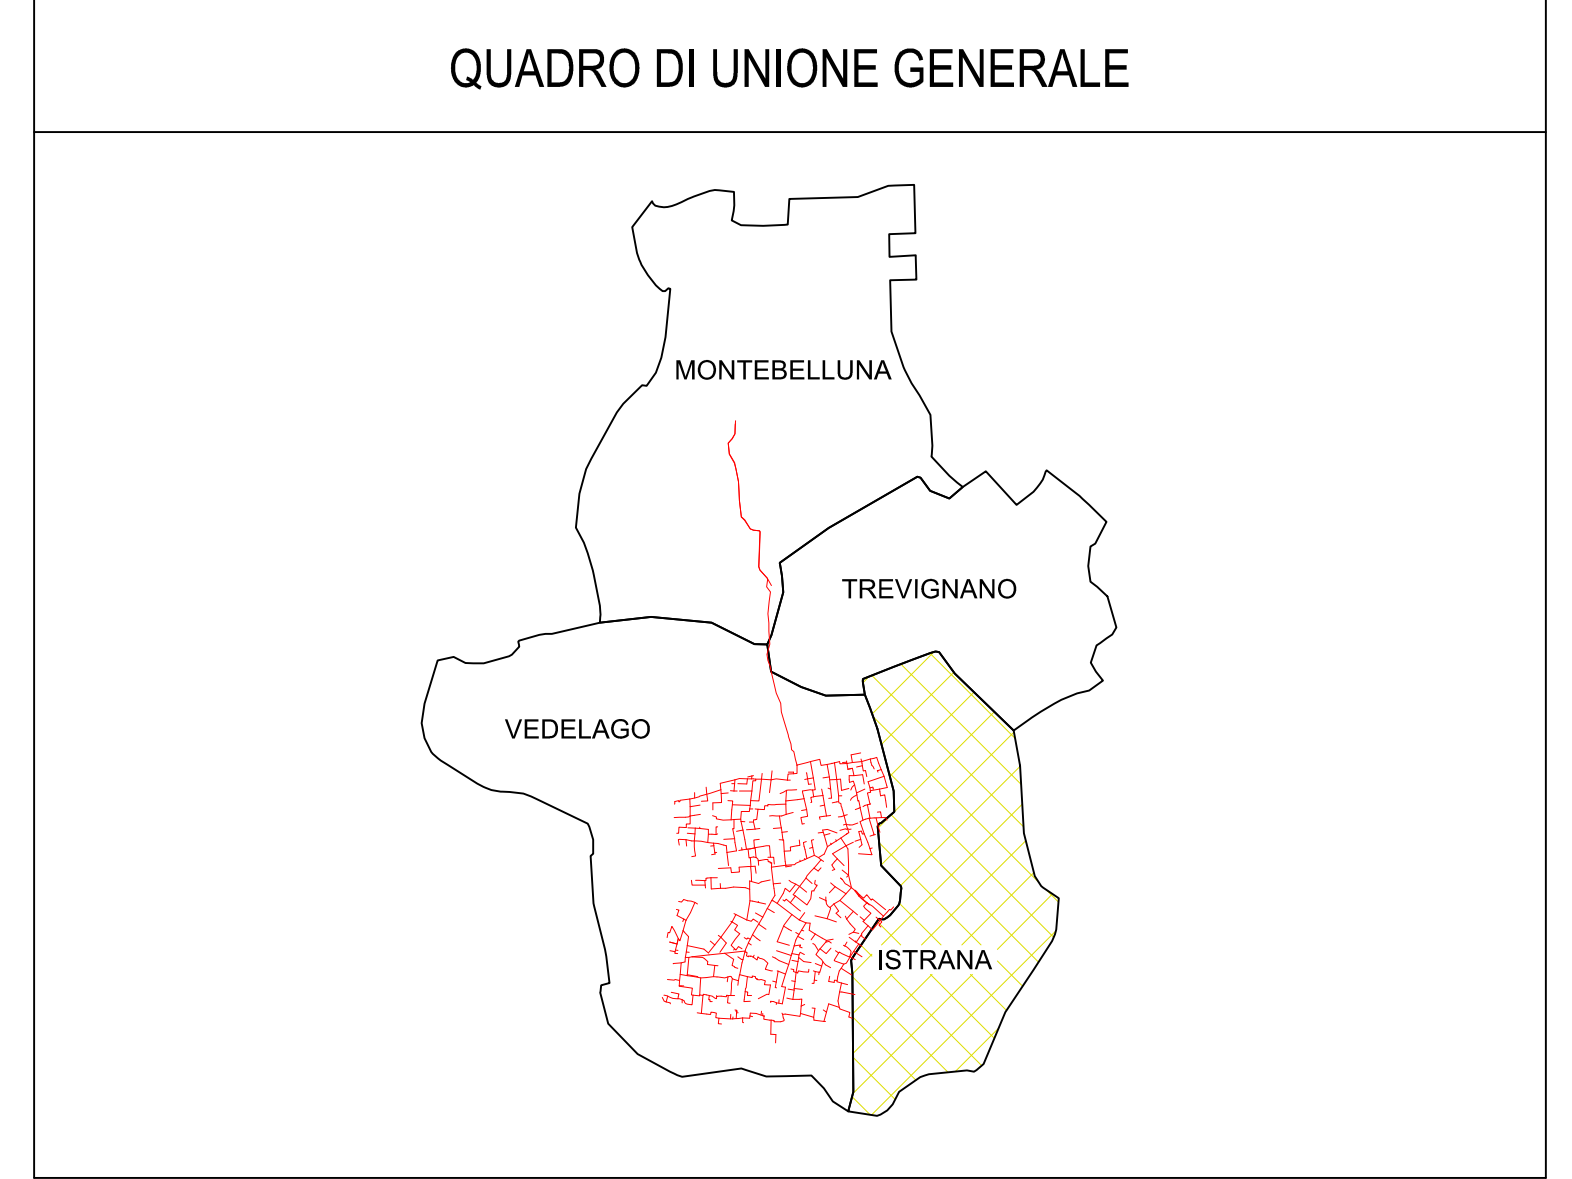 QUADRO DI UNIONE GENERALE
MONTEBELLUNA
TREVIGNANO
VEDELAGO
ISTRANA